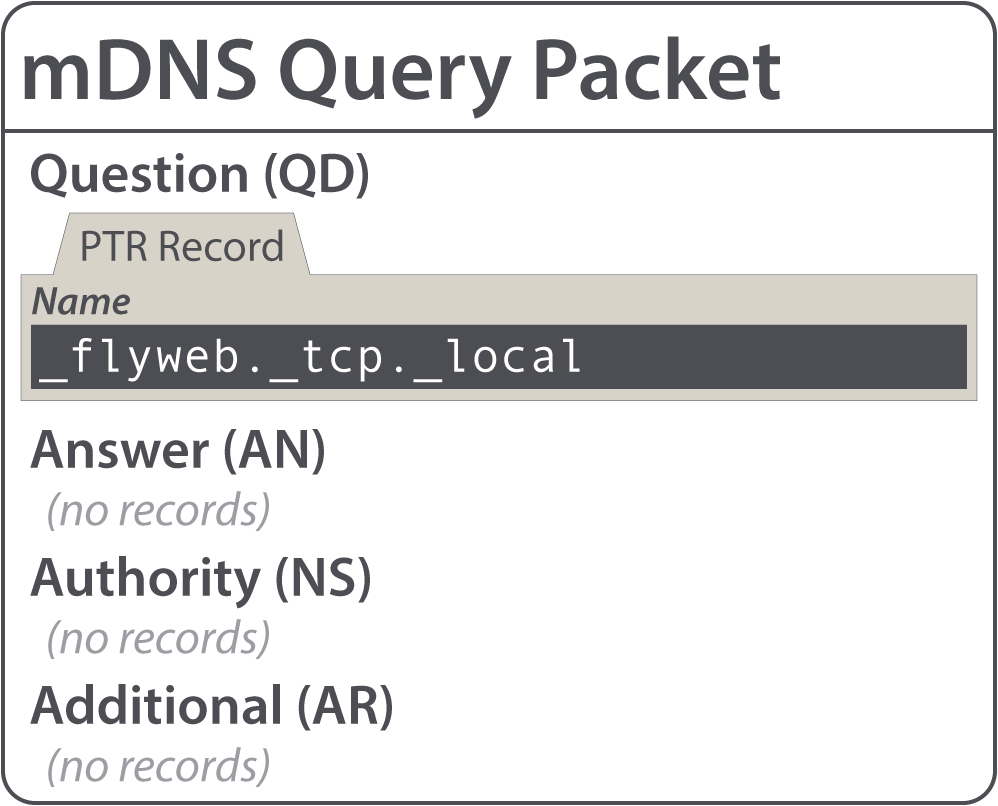 mDNS Query Packet
Question (QD)
PTR Record
Name
_flyweb._tcp._local
Answer (AN)
(no records)
Authority (NS)
(no records)
Additional (AR)
(no records)